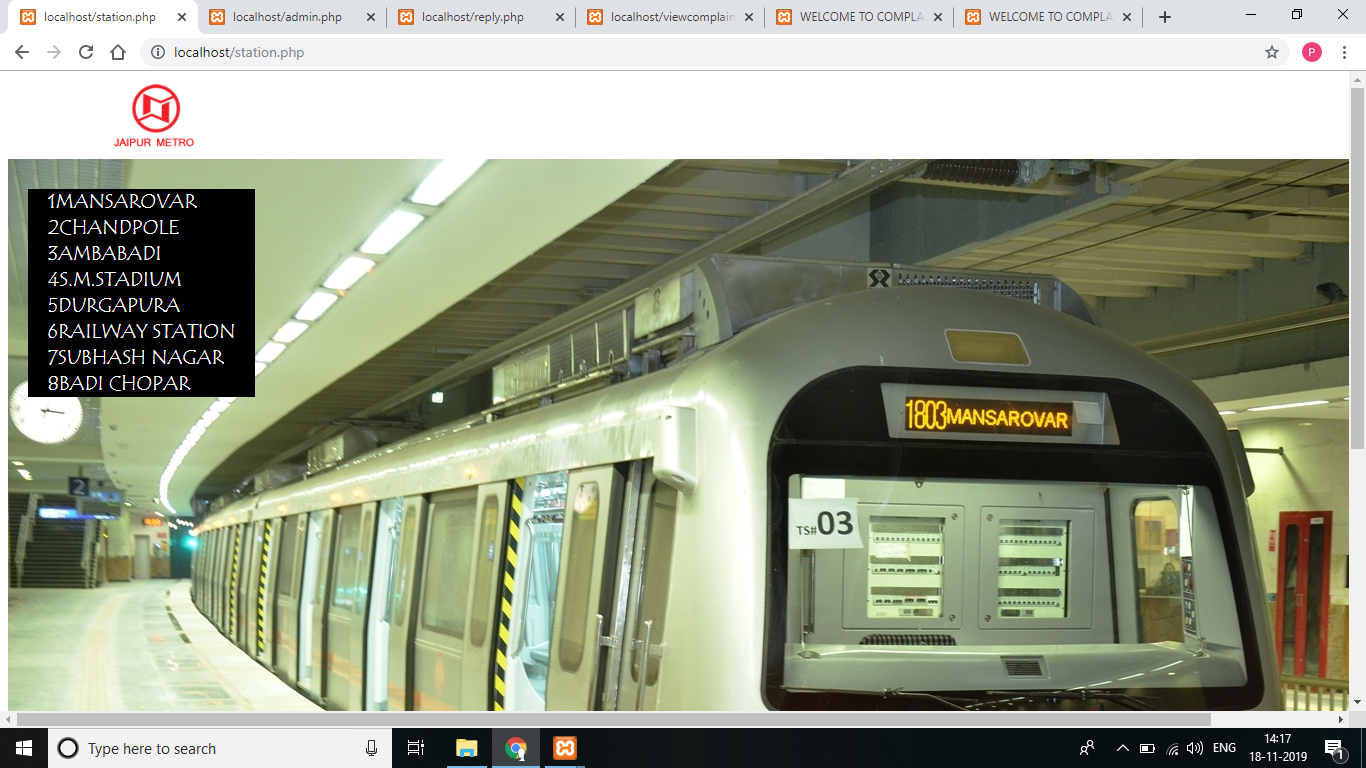 localhost/station.php
localhost/admin.php
localhost/reply.php
localhost/viewcomplain
WELCOME TO COMPLA
WELCOME TO COMPLA
localhost/station.php
P
JAIPUR METRO
1MANSAROVAR
2CHANDPOLE
3AMBABADI
4S.M.STADIUM
5DURGAPURA
6RAILWAY STATION
7SUBHASH NAGAR
8BADI CHOPAR
1803MANSAROVAR
TS#03
2
Type here to search
ENG
14:17
18-11-2019
1